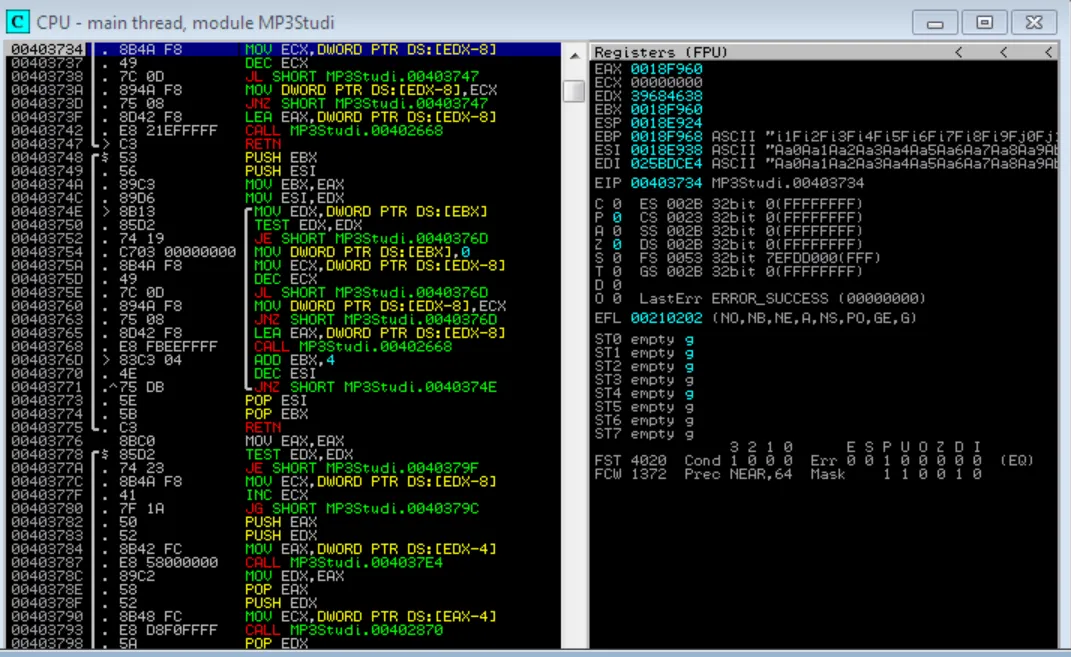 CPU - main thread, module MP3Studi
00403734 . 8B4A F8 MOV ECX,DWORD PTR DS:[EDX-8]
00403737 . 49 DEC ECX
00403738 . 7C 0D JL SHORT MP3Studi.00403747
0040373A . 894A F8 MOV DWORD PTR DS:[EDX-8],ECX
0040373D . 75 08 JNZ SHORT MP3Studi.00403747
0040373F . 8D42 F8 LEA EAX,DWORD PTR DS:[EDX-8]
00403742 . E8 21EFFFFF CALL MP3Studi.00402668
00403747 > C3 RETN
00403748 $ 53 PUSH EBX
00403749 . 56 PUSH ESI
0040374A . 89C3 MOV EBX,EAX
0040374C . 89D6 MOV ESI,EDX
0040374E > 8B13 MOV EDX,DWORD PTR DS:[EBX]
00403750 . 85D2 TEST EDX,EDX
00403752 . 74 19 JE SHORT MP3Studi.0040376D
00403754 . C703 00000000 MOV DWORD PTR DS:[EBX],0
0040375A . 8B4A F8 MOV ECX,DWORD PTR DS:[EDX-8]
0040375D . 49 DEC ECX
0040375E . 7C 0D JL SHORT MP3Studi.0040376D
00403760 . 894A F8 MOV DWORD PTR DS:[EDX-8],ECX
00403763 . 75 08 JNZ SHORT MP3Studi.0040376D
00403765 . 8D42 F8 LEA EAX,DWORD PTR DS:[EDX-8]
00403768 . E8 FBEEFFFF CALL MP3Studi.00402668
0040376D > 83C3 04 ADD EBX,4
00403770 . 4E DEC ESI
00403771 .^75 DB JNZ SHORT MP3Studi.0040374E
00403773 . 5E POP ESI
00403774 . 5B POP EBX
00403775 . C3 RETN
00403776 8BC0 MOV EAX,EAX
00403778 $ 85D2 TEST EDX,EDX
0040377A . 74 23 JE SHORT MP3Studi.0040379F
0040377C . 8B4A F8 MOV ECX,DWORD PTR DS:[EDX-8]
0040377F . 41 INC ECX
00403780 . 7F 1A JG SHORT MP3Studi.0040379C
00403782 . 50 PUSH EAX
00403783 . 52 PUSH EDX
00403784 . 8B42 FC MOV EAX,DWORD PTR DS:[EDX-4]
00403787 . E8 58000000 CALL MP3Studi.004037E4
0040378C . 89C2 MOV EDX,EAX
0040378E . 58 POP EAX
0040378F . 52 PUSH EDX
00403790 . 8B48 FC MOV ECX,DWORD PTR DS:[EAX-4]
00403793 . E8 D8F0FFFF CALL MP3Studi.00402870
00403798 . 5A POP EDX
Registers (FPU) < < <
EAX 0018F960
ECX 00000000
EDX 39684638
EBX 0018F960
ESP 0018E924
EBP 0018F968 ASCII "i1Fi2Fi3Fi4Fi5Fi6Fi7Fi8Fi9Fj0Fj
ESI 0018E938 ASCII "Aa0Aa1Aa2Aa3Aa4Aa5Aa6Aa7Aa8Aa9Ab
EDI 025BDCE4 ASCII "Aa0Aa1Aa2Aa3Aa4Aa5Aa6Aa7Aa8Aa9Ab
EIP 00403734 MP3Studi.00403734
C 0 ES 002B 32bit 0(FFFFFFFF)
P 0 CS 0023 32bit 0(FFFFFFFF)
A 0 SS 002B 32bit 0(FFFFFFFF)
Z 0 DS 002B 32bit 0(FFFFFFFF)
S 0 FS 0053 32bit 7EFDD000(FFF)
T 0 GS 002B 32bit 0(FFFFFFFF)
D 0
O 0 LastErr ERROR_SUCCESS (00000000)
EFL 00210202 (NO,NB,NE,A,NS,PO,GE,G)
ST0 empty g
ST1 empty g
ST2 empty g
ST3 empty g
ST4 empty g
ST5 empty g
ST6 empty g
ST7 empty g
3 2 1 0 E S P U O Z D I
FST 4020 Cond 1 0 0 0 Err 0 0 1 0 0 0 0 0 (EQ)
FCW 1372 Prec NEAR,64 Mask 1 1 0 0 1 0